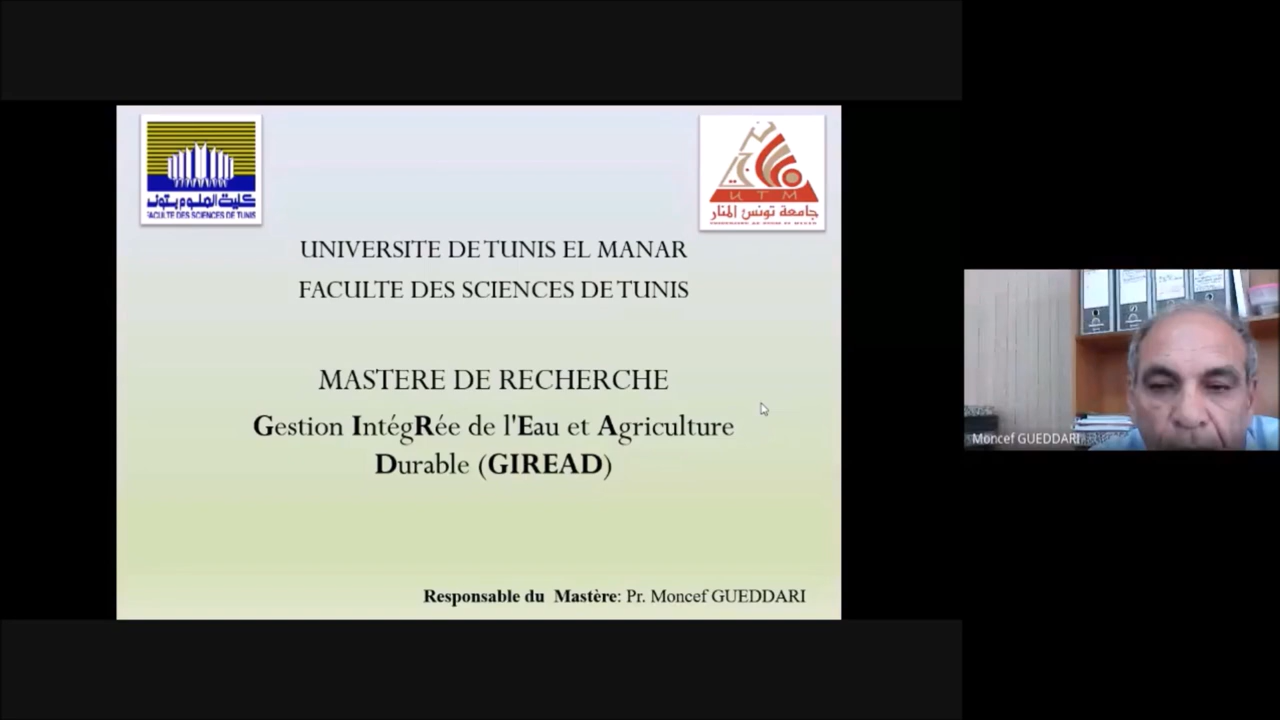 كلية العلوم بتونس
FACULTE DES SCIENCES DE TUNIS
UTM
جامعة تونس المنار
UNIVERSITE DE TUNIS EL MANAR
FACULTE DES SCIENCES DE TUNIS
MASTERE DE RECHERCHE
Gestion IntégRée de l'Eau et Agriculture
Durable (GIREAD)
Responsable du Mastère: Pr. Moncef GUEDDARI
Moncef GUEDDARI